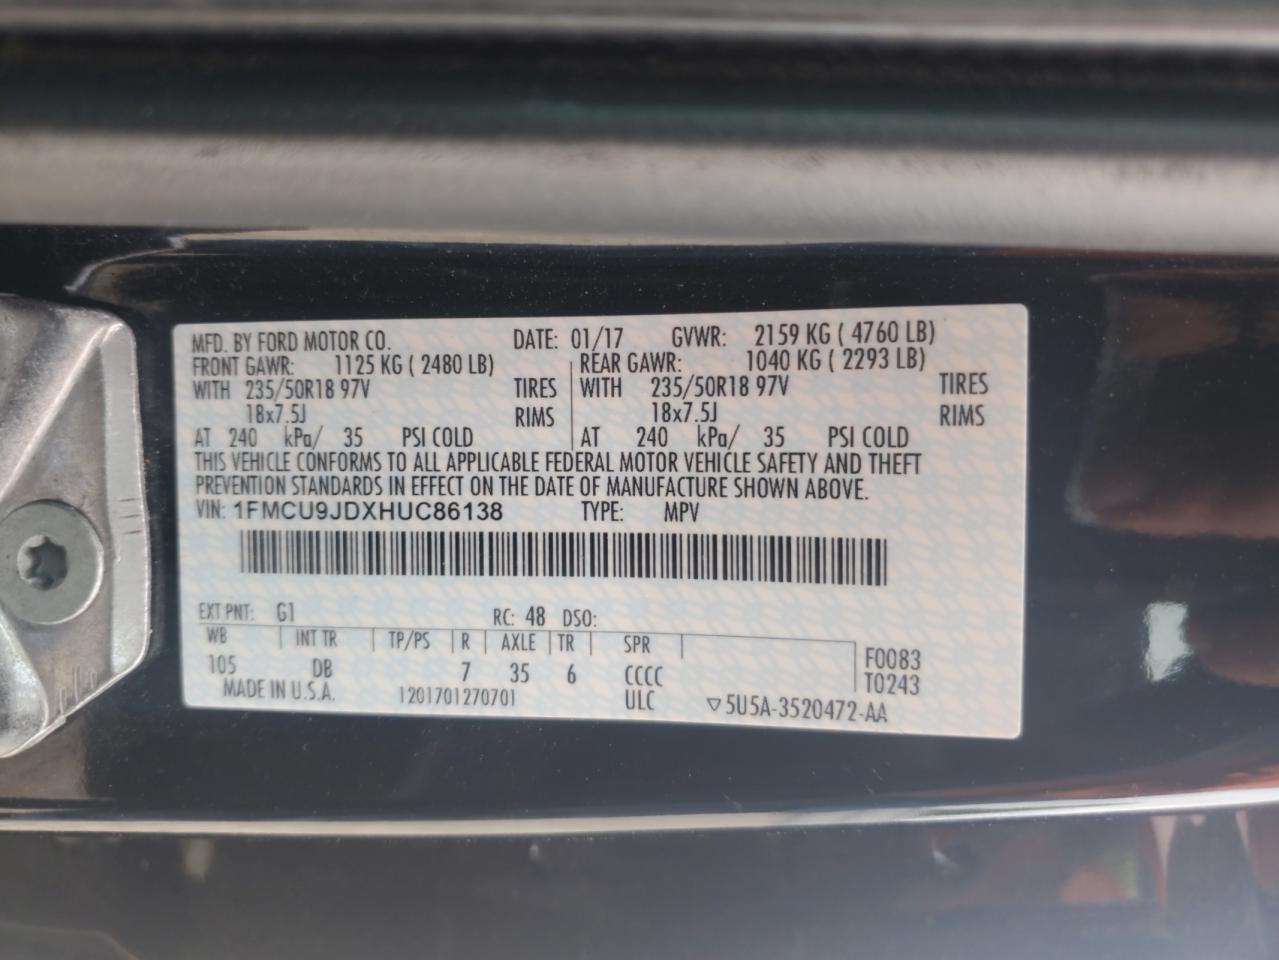 MFD. BY FORD MOTOR CO. DATE: 01/17 GVWR: 2159 KG ( 4760 LB)
FRONT GAWR: 1125 KG ( 2480 LB) REAR GAWR: 1040 KG ( 2293 LB)
WITH 235/50R18 97V TIRES WITH 235/50R18 97V TIRES
18x7.5J RIMS 18x7.5J RIMS
AT 240 kPa/ 35 PSI COLD AT 240 kPa/ 35 PSI COLD
THIS VEHICLE CONFORMS TO ALL APPLICABLE FEDERAL MOTOR VEHICLE SAFETY AND THEFT
PREVENTION STANDARDS IN EFFECT ON THE DATE OF MANUFACTURE SHOWN ABOVE.
VIN: 1FMCU9JDXHUC86138 TYPE: MPV
EXT PNT: G1 RC: 48 DSO:
WB INT TR TP/PS R AXLE TR SPR
105 DB 7 35 6 CCCC F0083
T0243
MADE IN U.S.A. 1201701270701 ULC ▽5U5A-3520472-AA